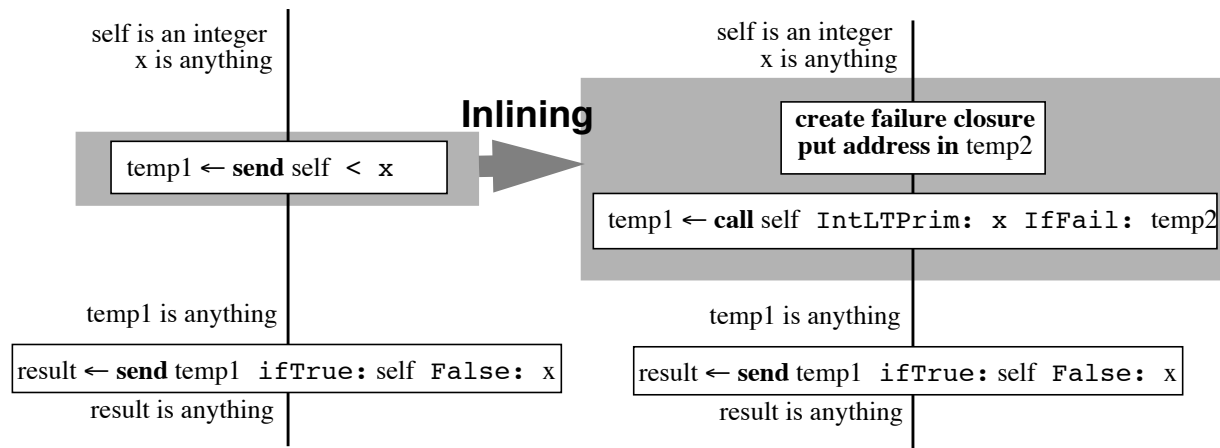 self is an integer
x is anything
temp1 ← send self < x
temp1 is anything
result ← send temp1 ifTrue: self False: x
result is anything
Inlining
self is an integer
x is anything
create failure closure
put address in temp2
temp1 ← call self IntLTPrim: x IfFail: temp2
temp1 is anything
result ← send temp1 ifTrue: self False: x
result is anything